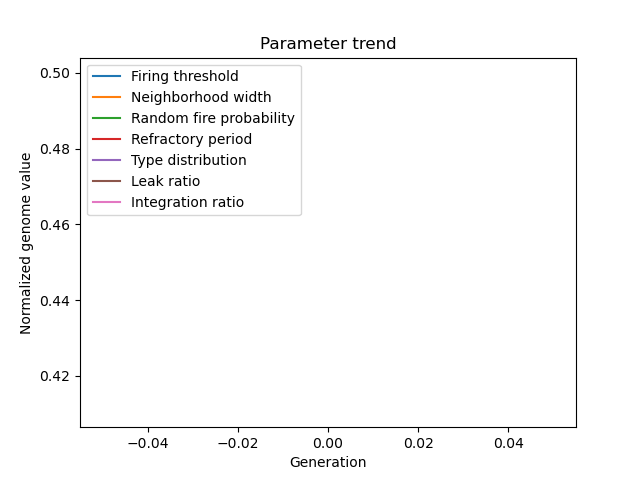 Parameter trend
Normalized genome value
0.50
0.48
0.46
0.44
0.42
Firing threshold
Neighborhood width
Random fire probability
Refractory period
Type distribution
Leak ratio
Integration ratio
−0.04 −0.02 0.00 0.02 0.04
Generation